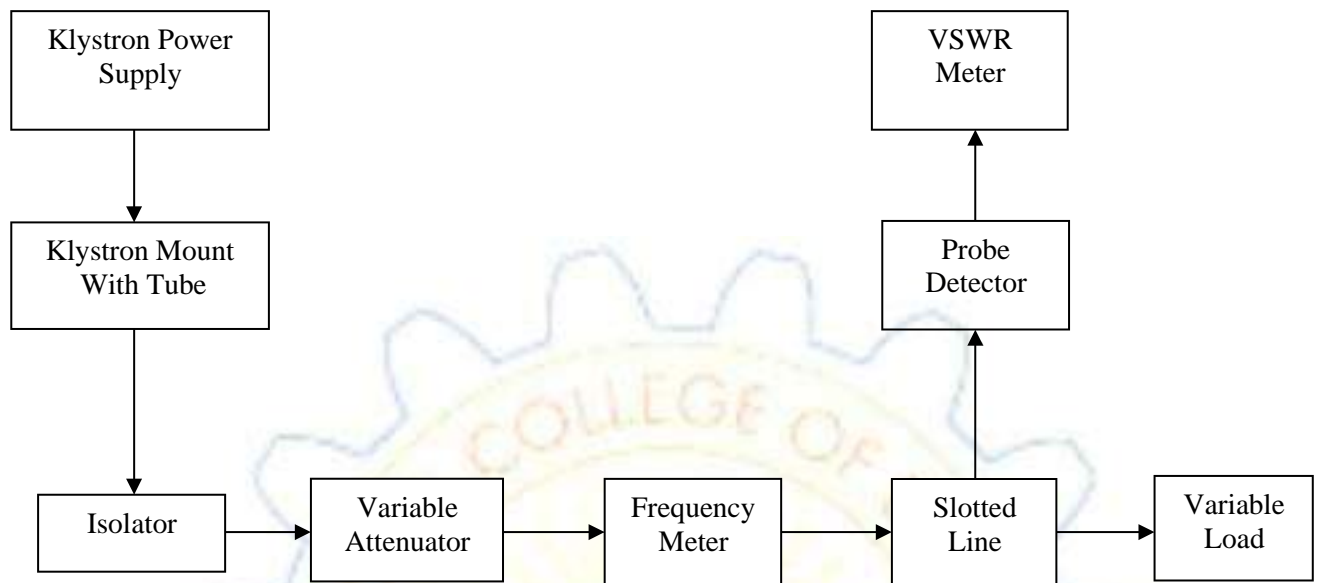 Klystron Power
Supply
VSWR
Meter
Klystron Mount
With Tube
Probe
Detector
COLLEGE OF
Isolator
Variable
Attenuator
Frequency
Meter
Slotted
Line
Variable
Load